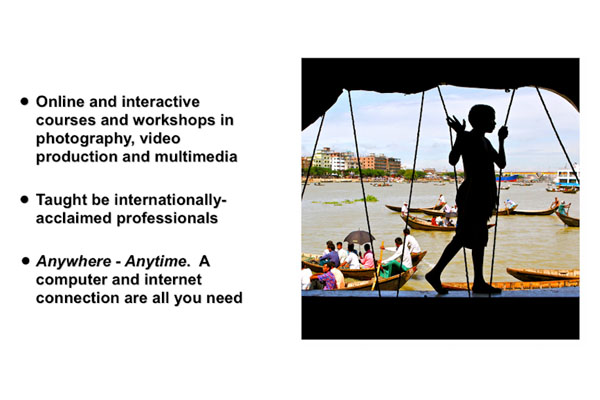 Online and interactive
courses and workshops in
photography, video
production and multimedia
Taught be internationally-
acclaimed professionals
Anywhere - Anytime. A
computer and internet
connection are all you need